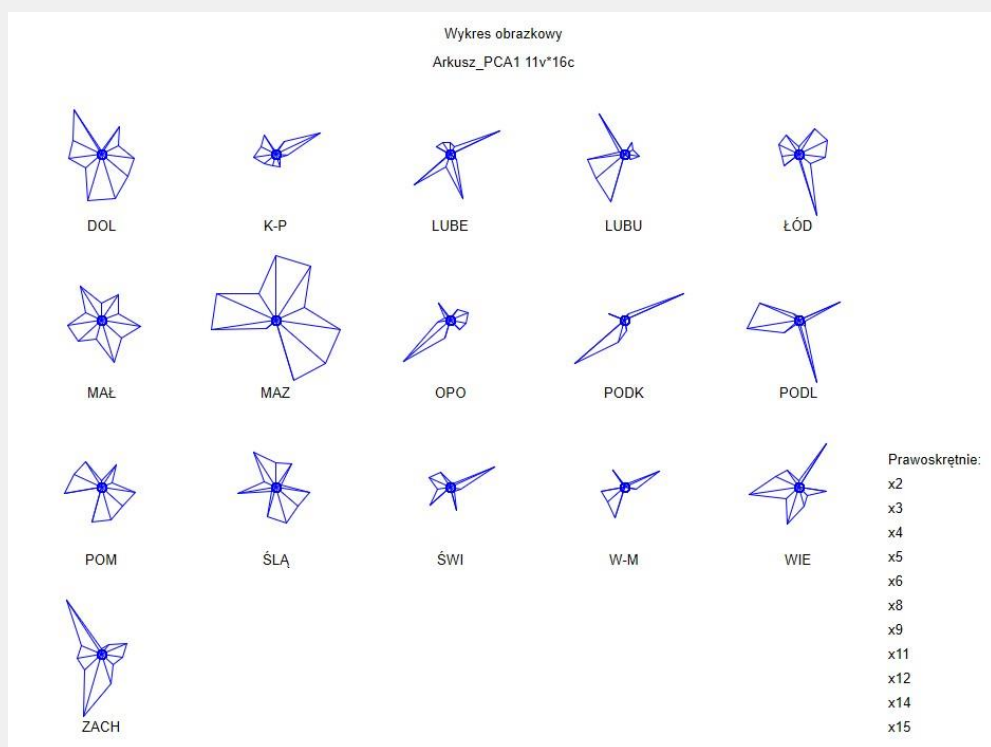 Wykres obrazkowy
Arkusz_PCA1 11v*16c
DOL K-P LUBE LUBU ŁÓD
MAŁ MAZ OPO PODK PODL
POM ŚLĄ ŚWI W-M WIE
ZACH
Prawoskrętnie:
x2
x3
x4
x5
x6
x8
x9
x11
x12
x14
x15